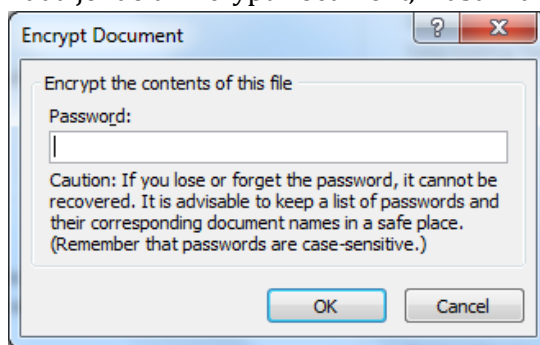 Encrypt Document
Encrypt the contents of this file
Password:
Caution: If you lose or forget the password, it cannot be
recovered. It is advisable to keep a list of passwords and
their corresponding document names in a safe place.
(Remember that passwords are case-sensitive.)
OK
Cancel